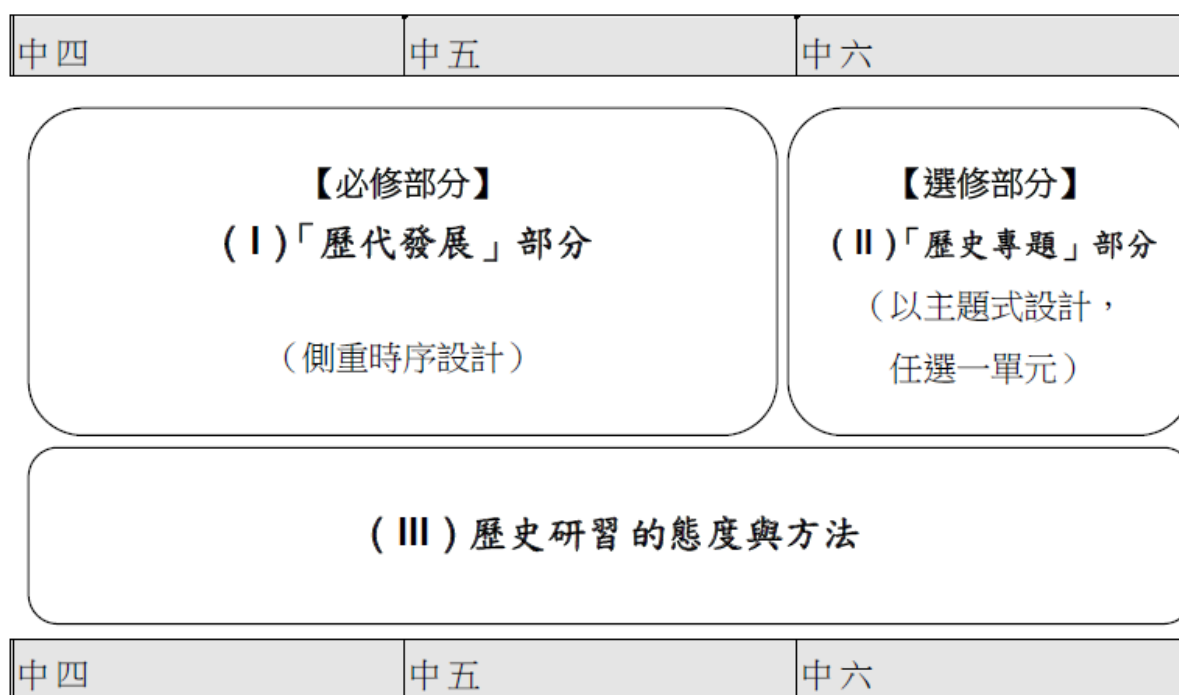 中四 中五 中六
【必修部分】
(I)「歷代發展」部分
（側重時序設計）
【選修部分】
(II)「歷史專題」部分
（以主題式設計，
任選一單元）
(III)歷史研習的態度與方法
中四 中五 中六